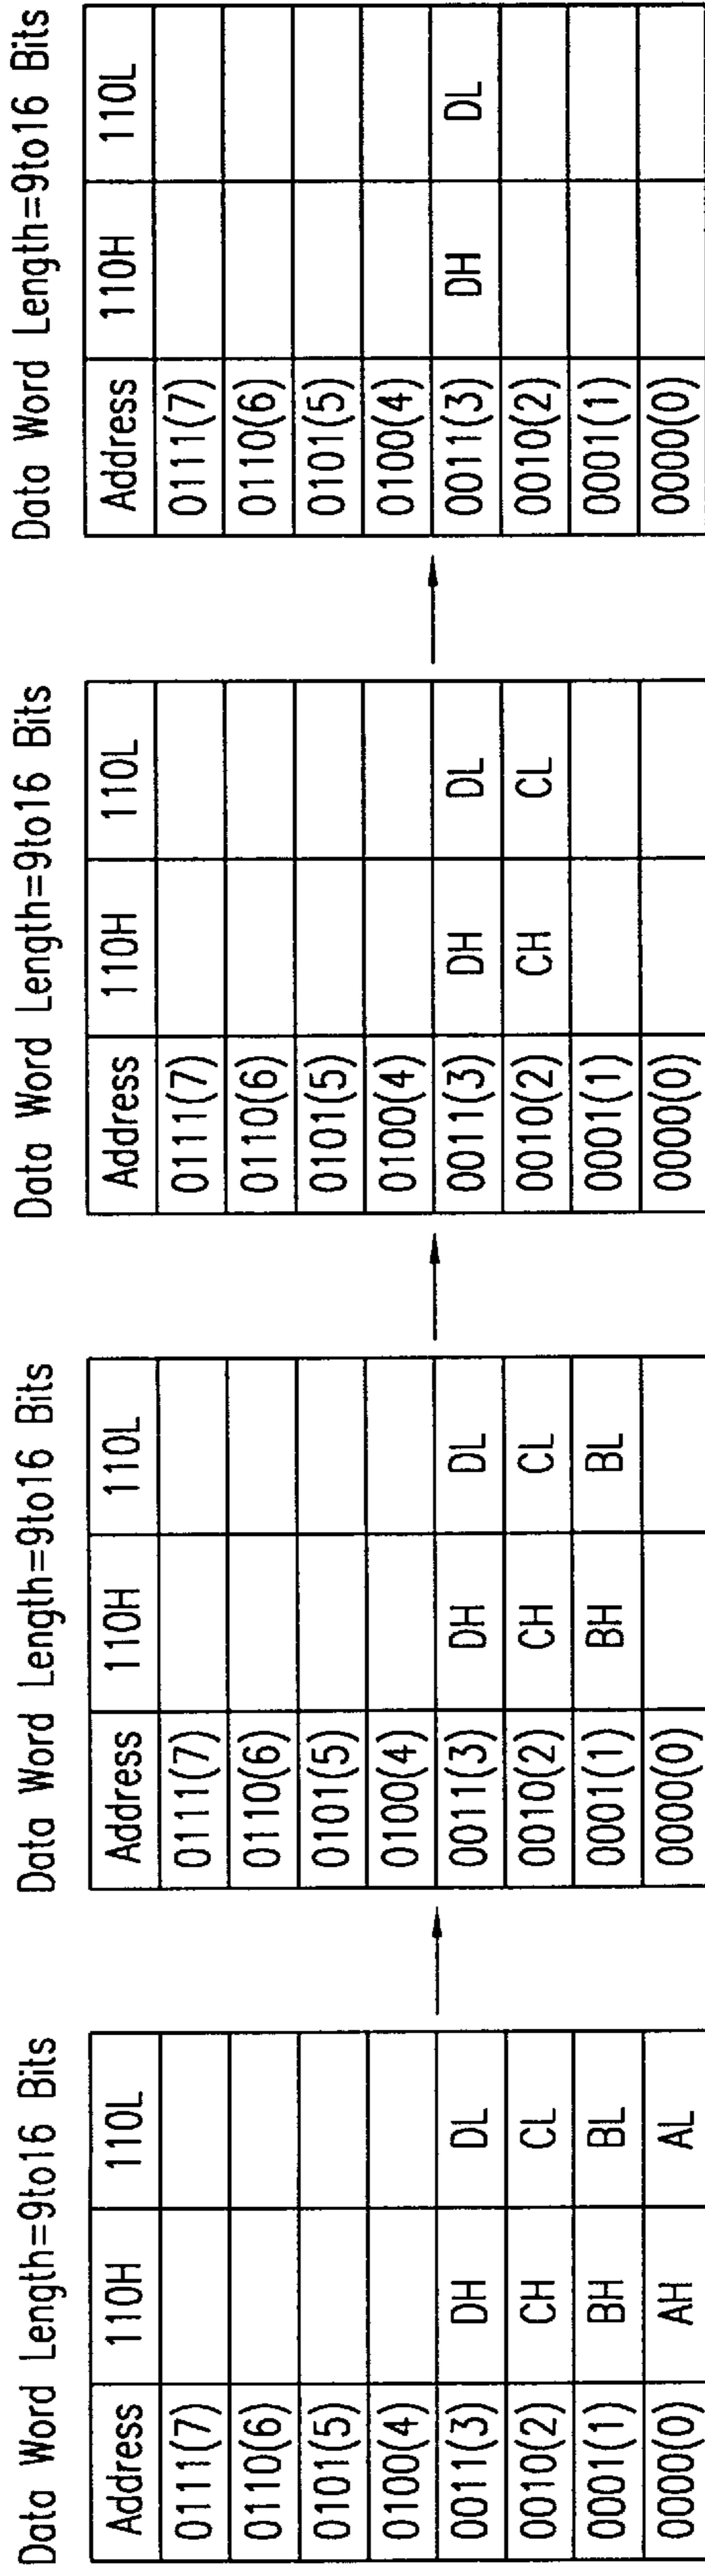 Data Word Length=9to16 Bits
Address 110H 110L
0111(7)
0110(6)
0101(5)
0100(4)
0011(3) DH DL
0010(2) CH CL
0001(1) BH BL
0000(0) AH AL
Data Word Length=9to16 Bits
Address 110H 110L
0111(7)
0110(6)
0101(5)
0100(4)
0011(3) DH DL
0010(2) CH CL
0001(1) BH BL
0000(0)
Data Word Length=9to16 Bits
Address 110H 110L
0111(7)
0110(6)
0101(5)
0100(4)
0011(3) DH DL
0010(2) CH CL
0001(1)
0000(0)
Data Word Length=9to16 Bits
Address 110H 110L
0111(7)
0110(6)
0101(5)
0100(4)
0011(3) DH DL
0010(2)
0001(1)
0000(0)